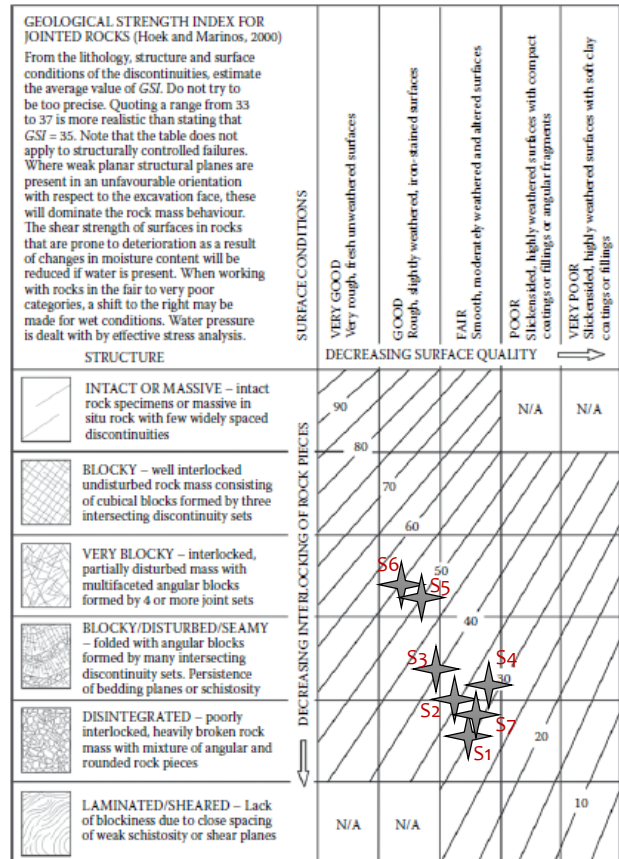 GEOLOGICAL STRENGTH INDEX FOR
JOINTED ROCKS (Hoek and Marinos, 2000)
From the lithology, structure and surface
conditions of the discontinuities, estimate
the average value of GSI. Do not try to
be too precise. Quoting a range from 33
to 37 is more realistic than stating that
GSI = 35. Note that the table does not
apply to structurally controlled failures.
Where weak planar structural planes are
present in an unfavourable orientation
with respect to the excavation face, these
will dominate the rock mass behaviour.
The shear strength of surfaces in rocks
that are prone to deterioration as a result
of changes in moisture content will be
reduced if water is present. When working
with rocks in the fair to very poor
categories, a shift to the right may be
made for wet conditions. Water pressure
is dealt with by effective stress analysis.
STRUCTURE
SURFACE CONDITIONS
VERY GOOD
Very rough, fresh unweathered surfaces
GOOD
Rough, slightly weathered, iron-stained surfaces
FAIR
Smooth, moderately weathered and altered surfaces
POOR
Slickensided, highly weathered surfaces with compact
coatings or fillings or angular fragments
VERY POOR
Slickensided, highly weathered surfaces with soft clay
coatings or fillings
DECREASING SURFACE QUALITY
DECREASING INTERLOCKING OF ROCK PIECES
INTACT OR MASSIVE – intact
rock specimens or massive in
situ rock with few widely spaced
discontinuities
90
80
N/A
N/A
BLOCKY – well interlocked
undisturbed rock mass consisting
of cubical blocks formed by three
intersecting discontinuity sets
70
60
VERY BLOCKY – interlocked,
partially disturbed mass with
multifaceted angular blocks
formed by 4 or more joint sets
S6
50
S5
BLOCKY/DISTURBED/SEAMY
– folded with angular blocks
formed by many intersecting
discontinuity sets. Persistence
of bedding planes or schistosity
40
S3
S4
30
DISINTEGRATED – poorly
interlocked, heavily broken rock
mass with mixture of angular and
rounded rock pieces
S2
S7
S1
20
LAMINATED/SHEARED – Lack
of blockiness due to close spacing
of weak schistosity or shear planes
N/A
N/A
10